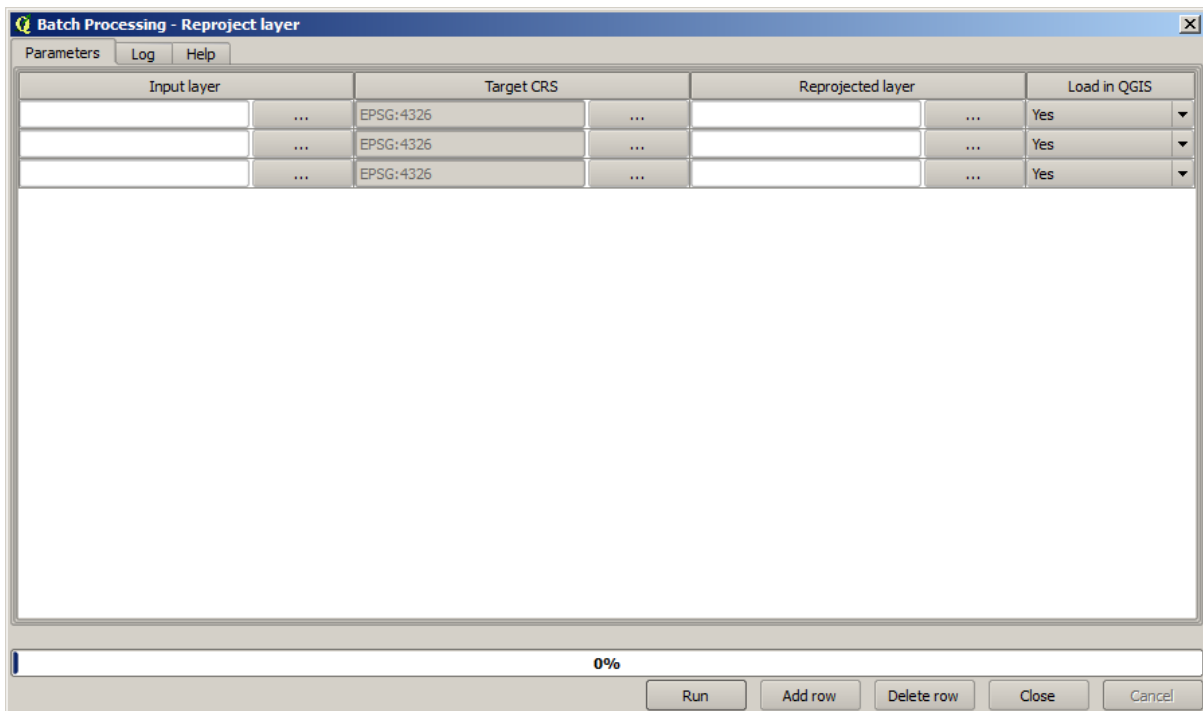 Batch Processing - Reproject layer
Parameters Log Help
Input layer Target CRS Reprojected layer Load in QGIS
... EPSG:4326 ... ... Yes
... EPSG:4326 ... ... Yes
... EPSG:4326 ... ... Yes
0%
Run Add row Delete row Close Cancel